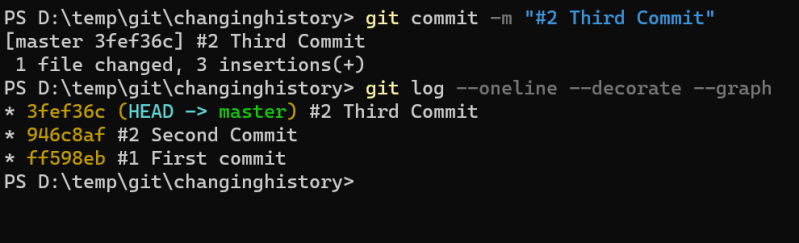 PS D:\temp\git\changinghistory> git commit -m "#2 Third Commit"
[master 3fef36c] #2 Third Commit
 1 file changed, 3 insertions(+)
PS D:\temp\git\changinghistory> git log --oneline --decorate --graph
* 3fef36c (HEAD -> master) #2 Third Commit
* 946c8af #2 Second Commit
* ff598eb #1 First commit
PS D:\temp\git\changinghistory>